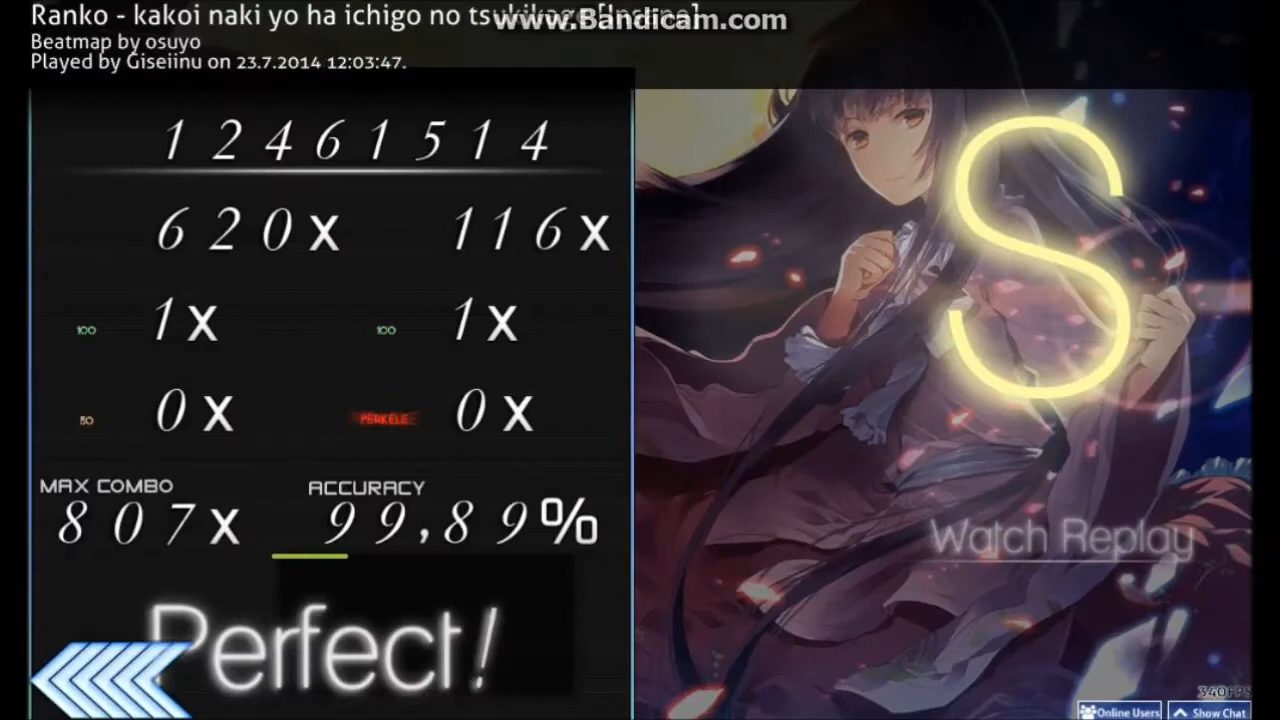 Ranko - kakoi naki yo ha ichigo no tsukikage
www.Bandicam.com
Beatmap by osuyo
Played by Giseiinu on 23.7.2014 12:03:47.
12461514
620x 116x
100 1x 100 1x
50 0x PERKELE 0x
MAX COMBO ACCURACY
807x 99,89%
S
Watch Replay
Perfect!
340FPS
Online Users Show Chat